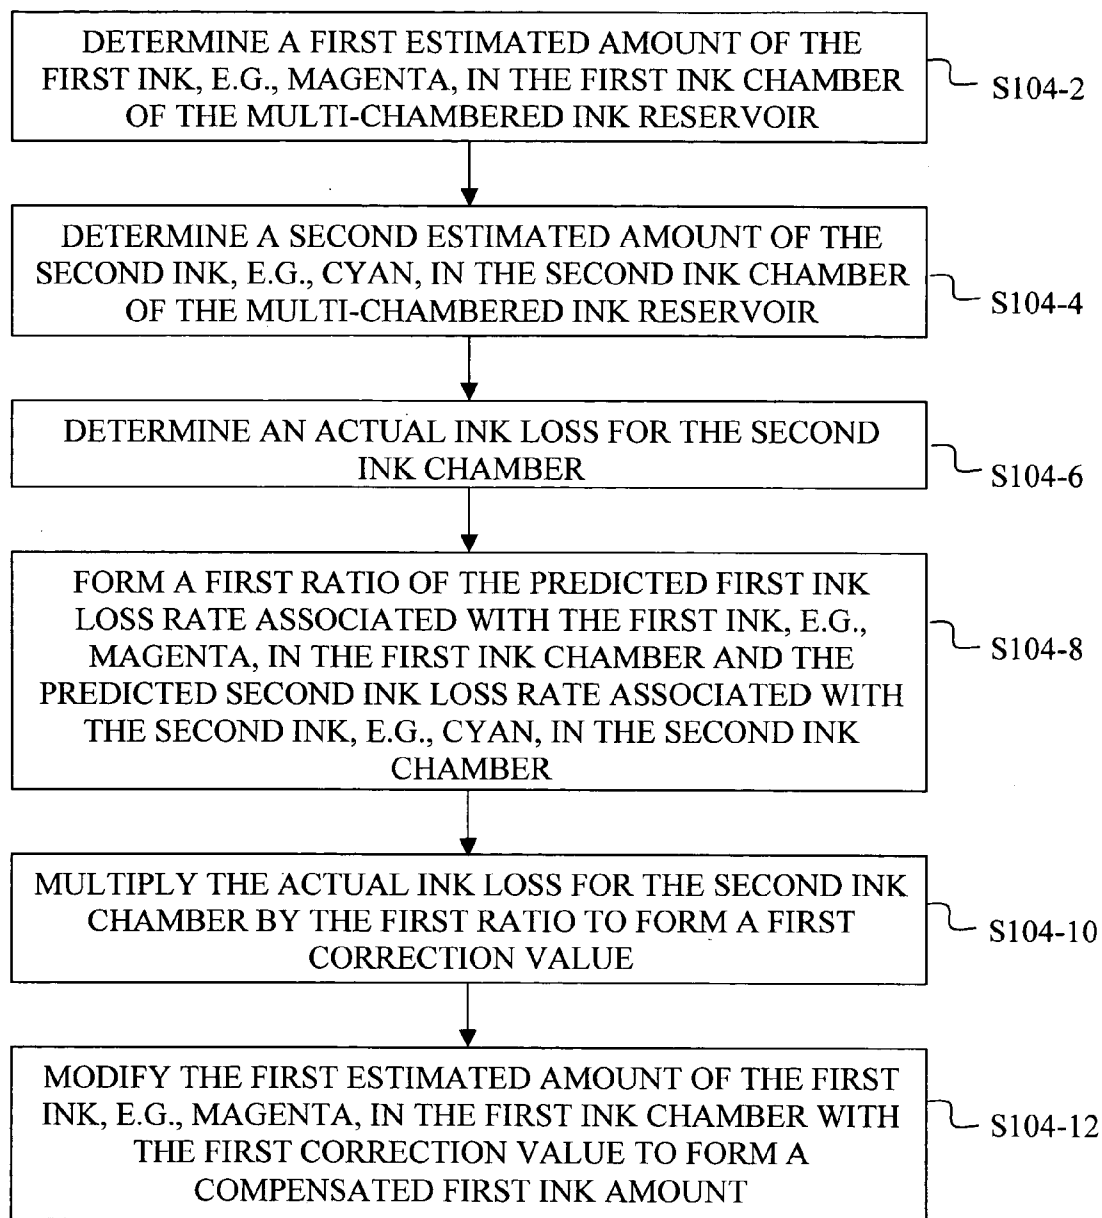 DETERMINE A FIRST ESTIMATED AMOUNT OF THE
FIRST INK, E.G., MAGENTA, IN THE FIRST INK CHAMBER
OF THE MULTI-CHAMBERED INK RESERVOIR
S104-2
DETERMINE A SECOND ESTIMATED AMOUNT OF THE
SECOND INK, E.G., CYAN, IN THE SECOND INK CHAMBER
OF THE MULTI-CHAMBERED INK RESERVOIR
S104-4
DETERMINE AN ACTUAL INK LOSS FOR THE SECOND
INK CHAMBER
S104-6
FORM A FIRST RATIO OF THE PREDICTED FIRST INK
LOSS RATE ASSOCIATED WITH THE FIRST INK, E.G.,
MAGENTA, IN THE FIRST INK CHAMBER AND THE
PREDICTED SECOND INK LOSS RATE ASSOCIATED WITH
THE SECOND INK, E.G., CYAN, IN THE SECOND INK
CHAMBER
S104-8
MULTIPLY THE ACTUAL INK LOSS FOR THE SECOND INK
CHAMBER BY THE FIRST RATIO TO FORM A FIRST
CORRECTION VALUE
S104-10
MODIFY THE FIRST ESTIMATED AMOUNT OF THE FIRST
INK, E.G., MAGENTA, IN THE FIRST INK CHAMBER WITH
THE FIRST CORRECTION VALUE TO FORM A
COMPENSATED FIRST INK AMOUNT
S104-12